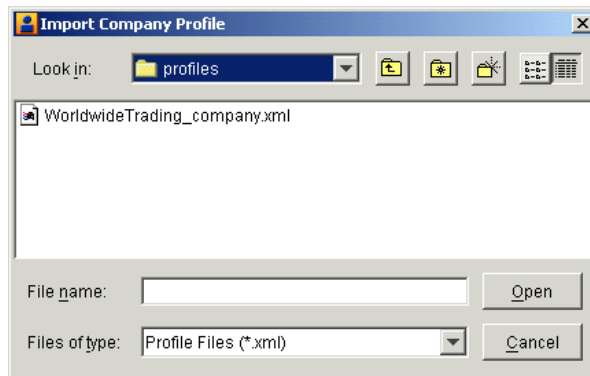 Import Company Profile
Look in: profiles
WorldwideTrading_company.xml
File name: Open
Files of type: Profile Files (*.xml) Cancel